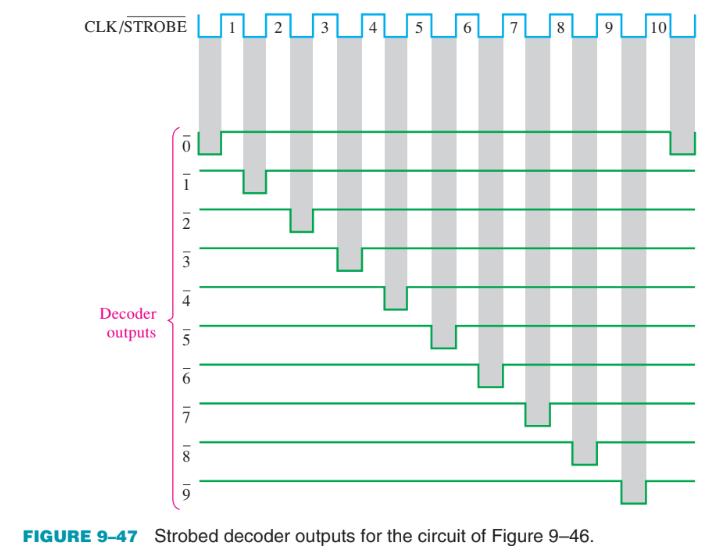 CLK/S̅T̅R̅O̅B̅E̅ 1 2 3 4 5 6 7 8 9 10
0̅
1̅
2̅
3̅
4̅
Decoder
outputs
5̅
6̅
7̅
8̅
9̅
FIGURE 9–47 Strobed decoder outputs for the circuit of Figure 9–46.